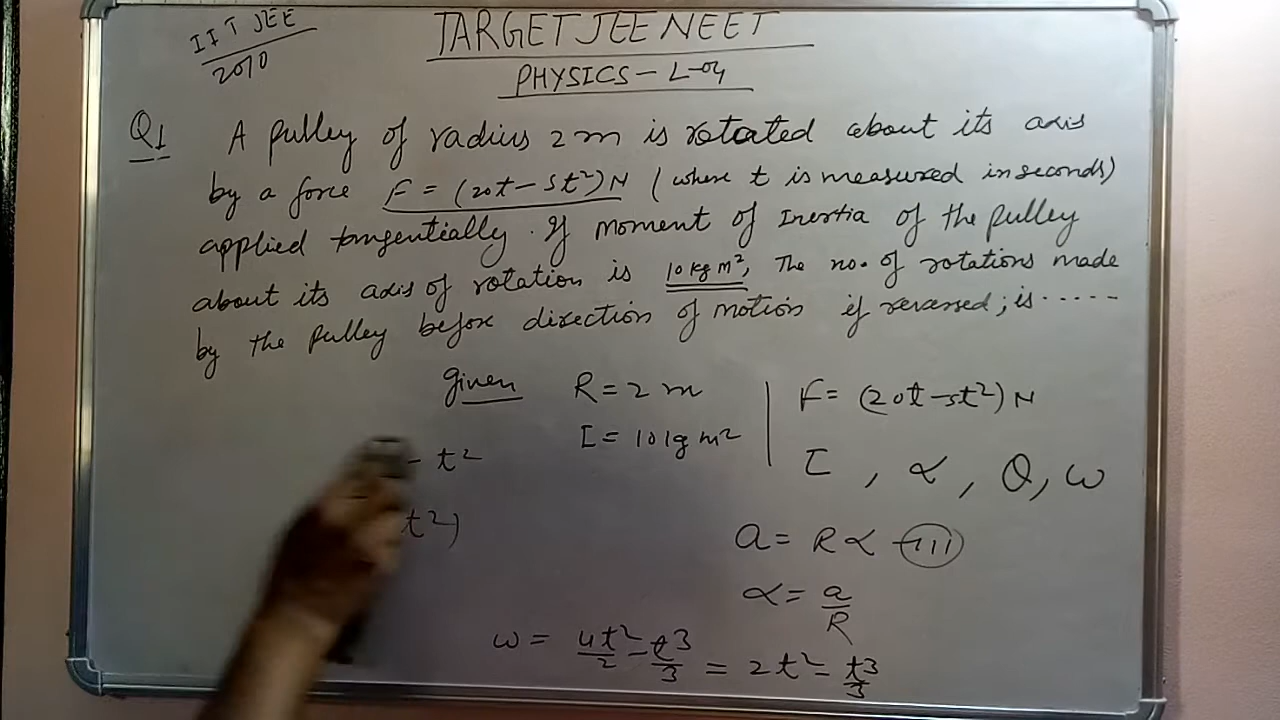 IIT JEE
2010
TARGET JEE NEET
PHYSICS - L-04
Q1 A pulley of radius 2 m is rotated about its axis
by a force F = (20t - 5t²) N (where t is measured in seconds)
applied tangentially. If moment of Inertia of the pulley
about its axis of rotation is 10 kg m², The no. of rotations made
by the pulley before direction of motion if reversed; is ......
given R = 2 m
I = 10 kg m²
F = (20t - 5t²) N
I, α, θ, ω
- t²
t²)
a = Rα - III
α = a/R
ω = 4t²/2 - t³/3 = 2t² - t³/3